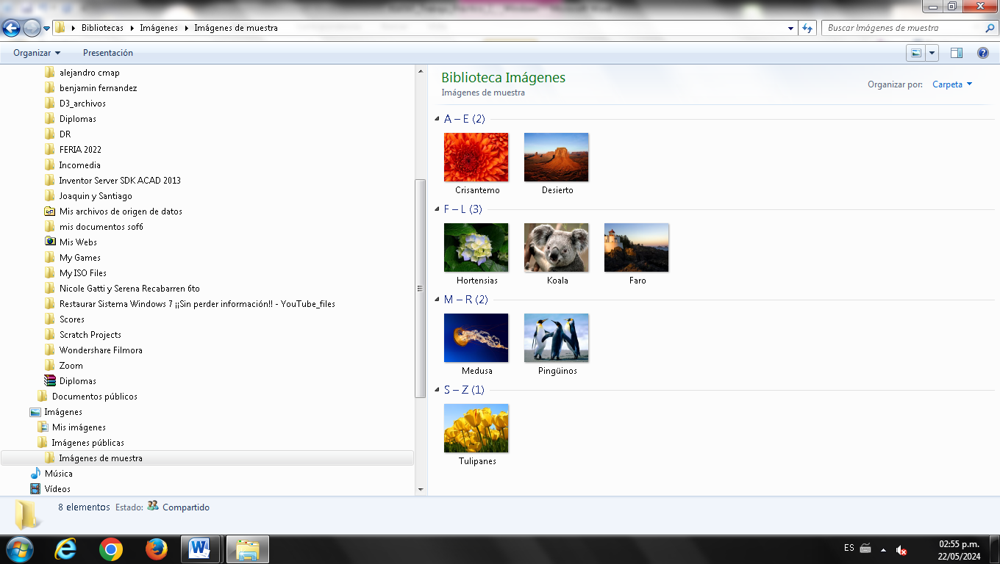 Bibliotecas Imágenes Imágenes de muestra
Buscar Imágenes de muestra
Organizar Presentación
alejandro cmap
benjamin fernandez
D3_archivos
Diplomas
DR
FERIA 2022
Incomedia
Inventor Server SDK ACAD 2013
Joaquin y Santiago
Mis archivos de origen de datos
mis documentos sof6
Mis Webs
My Games
My ISO Files
Nicole Gatti y Serena Recabarren 6to
Restaurar Sistema Windows 7 ¡¡Sin perder información!! - YouTube_files
Scores
Scratch Projects
Wondershare Filmora
Zoom
Diplomas
Documentos públicos
Imágenes
Mis imágenes
Imágenes públicas
Imágenes de muestra
Música
Vídeos
Biblioteca Imágenes
Imágenes de muestra
Organizar por: Carpeta
A – E (2)
Crisantemo Desierto
F – L (3)
Hortensias Koala Faro
M – R (2)
Medusa Pingüinos
S – Z (1)
Tulipanes
8 elementos Estado: Compartido
ES
02:55 p.m.
22/05/2024